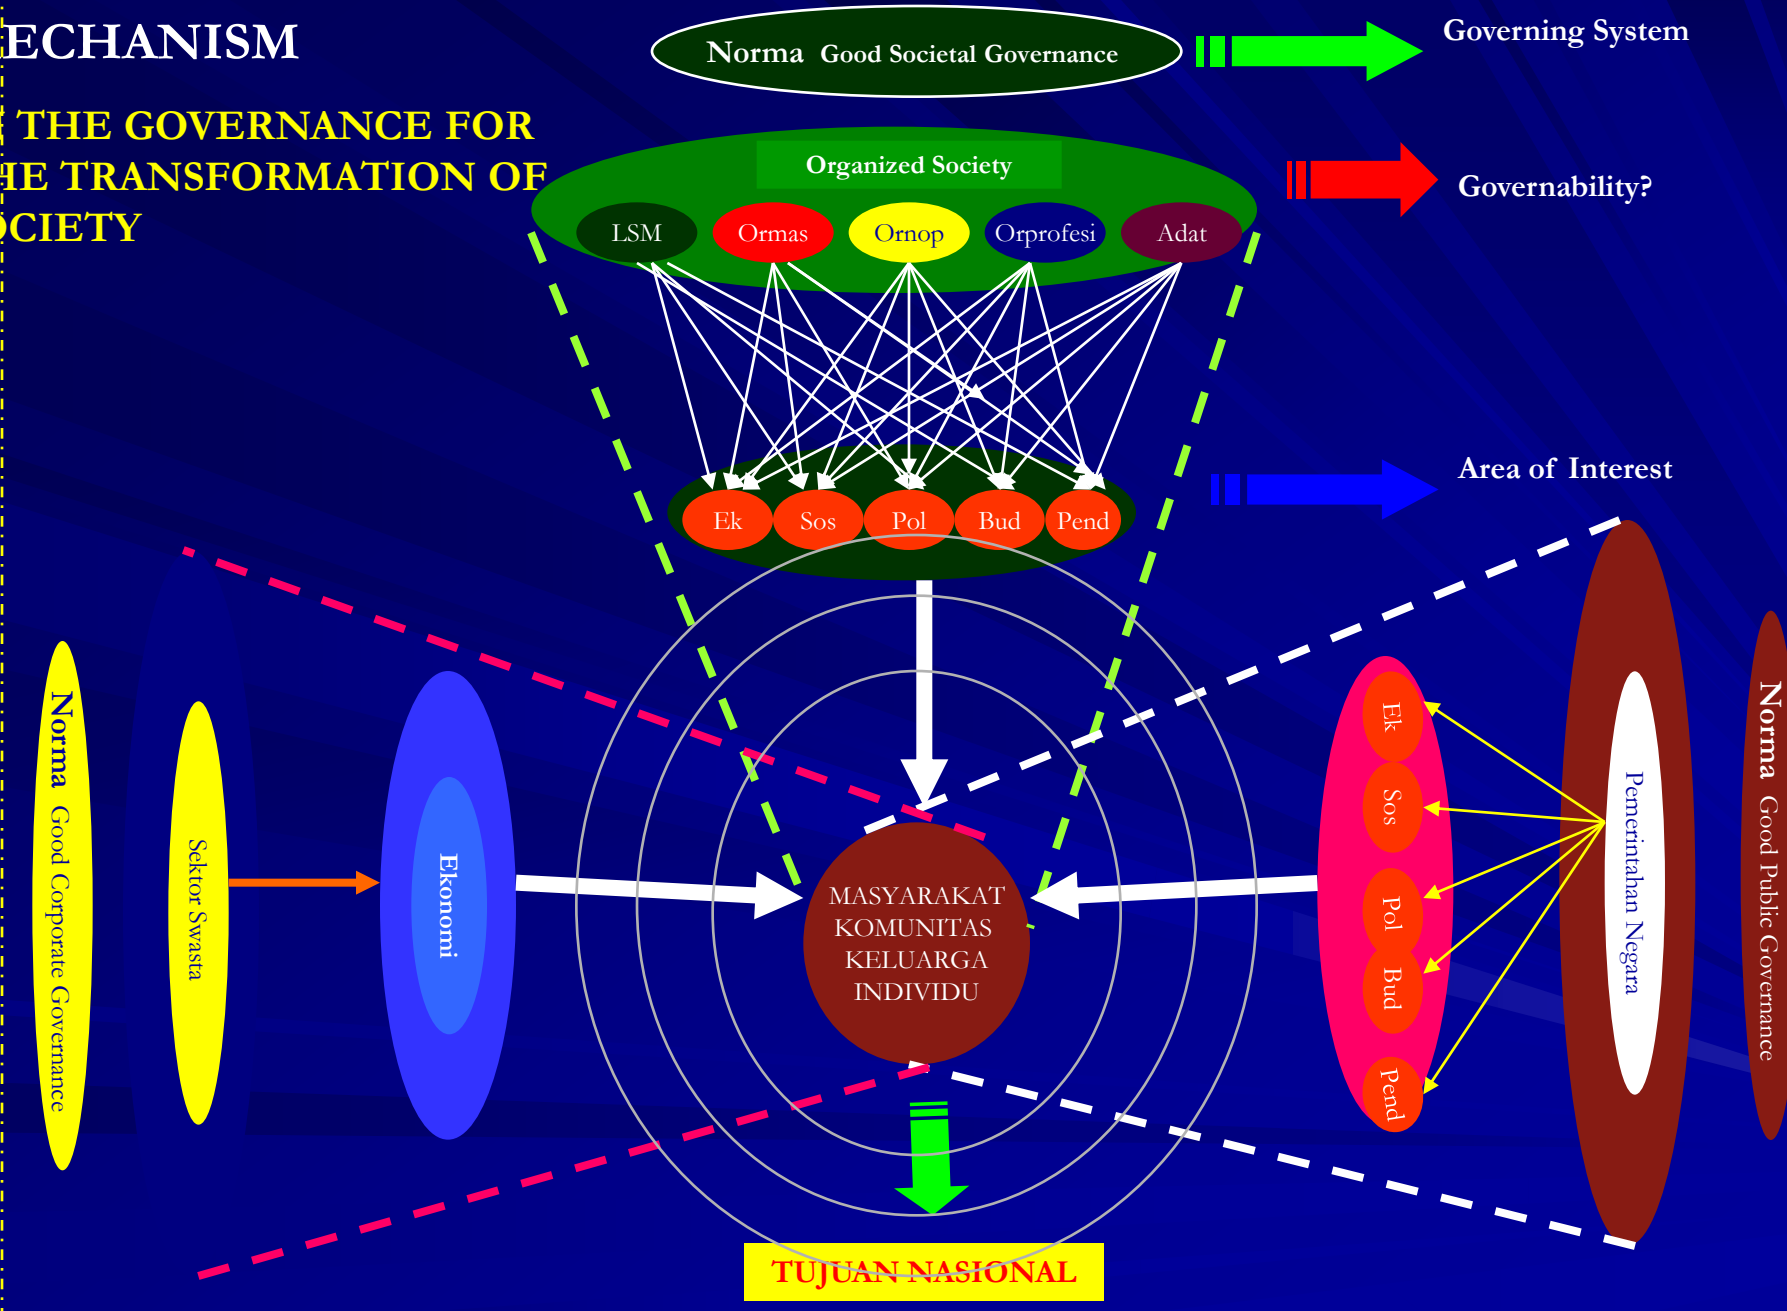 ECHANISM
THE GOVERNANCE FOR
HE TRANSFORMATION OF
OCIETY
Norma Good Societal Governance
Governing System
Organized Society
Governability?
LSM
Ormas
Ornop
Orprofesi
Adat
Area of Interest
Ek
Sos
Pol
Bud
Pend
Norma Good Corporate Governance
Sektor Swasta
Ekonomi
MASYARAKAT
KOMUNITAS
KELUARGA
INDIVIDU
Ek
Sos
Pol
Bud
Pend
Pemerintahan Negara
Norma Good Public Governance
TUJUAN NASIONAL